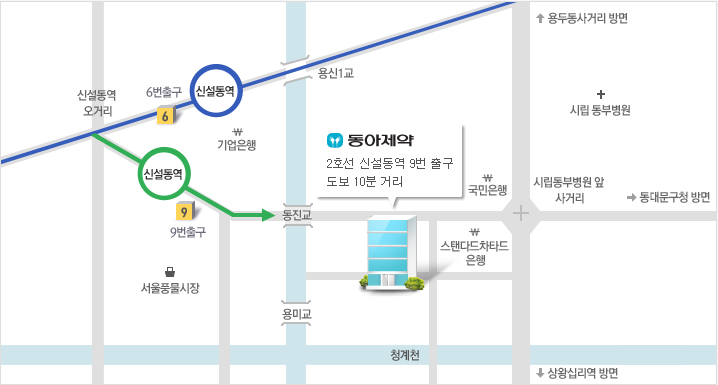 용두동사거리 방면
용신1교
신설동역
6번출구
신설동역
오거리
6
시립 동부병원
기업은행
동아제약
2호선 신설동역 9번 출구
도보 10분 거리
신설동역
국민은행
시립동부병원 앞
사거리
동대문구청 방면
9
동진교
9번출구
스탠다드차타드
은행
서울풍물시장
용미교
청계천
상왕십리역 방면